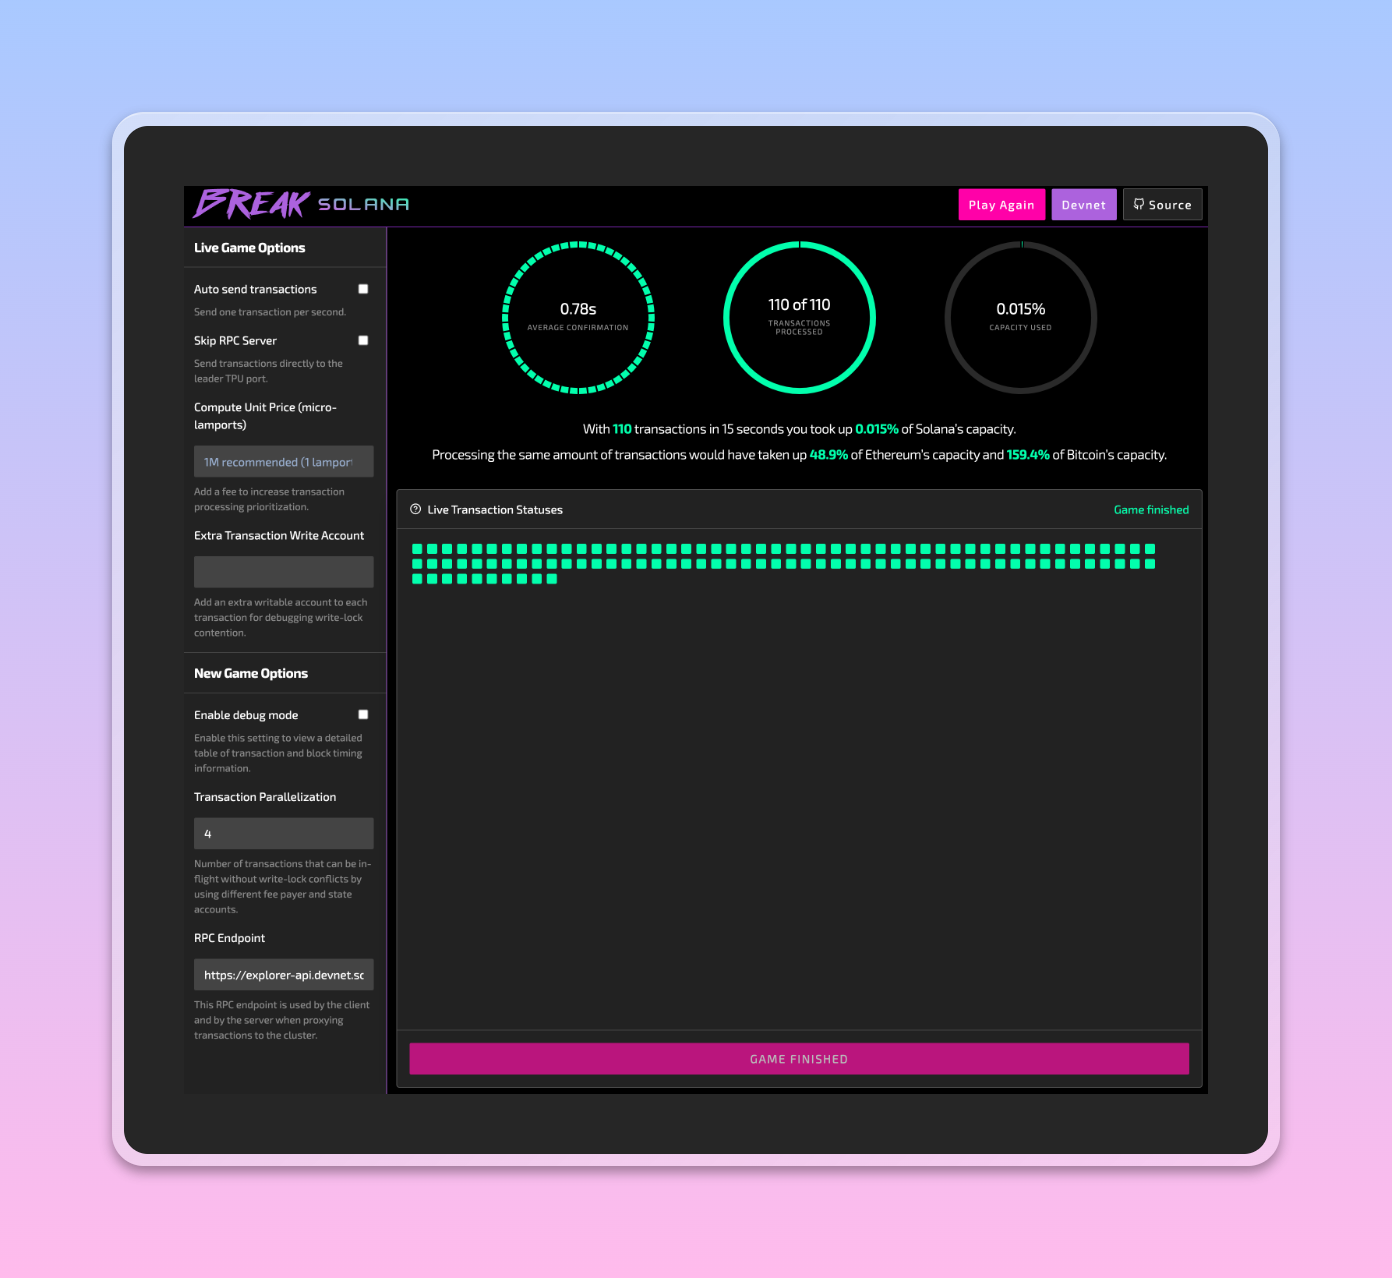 BREAK SOLANA
Play Again
Devnet
Source
Live Game Options
Auto send transactions
Send one transaction per second.
Skip RPC Server
Send transactions directly to the
leader TPU port.
Compute Unit Price (micro-
lamports)
1M recommended (1 lamport
Add a fee to increase transaction
processing prioritization.
Extra Transaction Write Account
Add an extra writable account to each
transaction for debugging write-lock
contention.
New Game Options
Enable debug mode
Enable this setting to view a detailed
table of transaction and block timing
information.
Transaction Parallelization
4
Number of transactions that can be in-
flight without write-lock conflicts by
using different fee payer and state
accounts.
RPC Endpoint
https://explorer-api.devnet.sc
This RPC endpoint is used by the client
and by the server when proxying
transactions to the cluster.
0.78s
AVERAGE CONFIRMATION
110 of 110
TRANSACTIONS
PROCESSED
0.015%
CAPACITY USED
With 110 transactions in 15 seconds you took up 0.015% of Solana's capacity.
Processing the same amount of transactions would have taken up 48.9% of Ethereum's capacity and 159.4% of Bitcoin's capacity.
Live Transaction Statuses
Game finished
GAME FINISHED